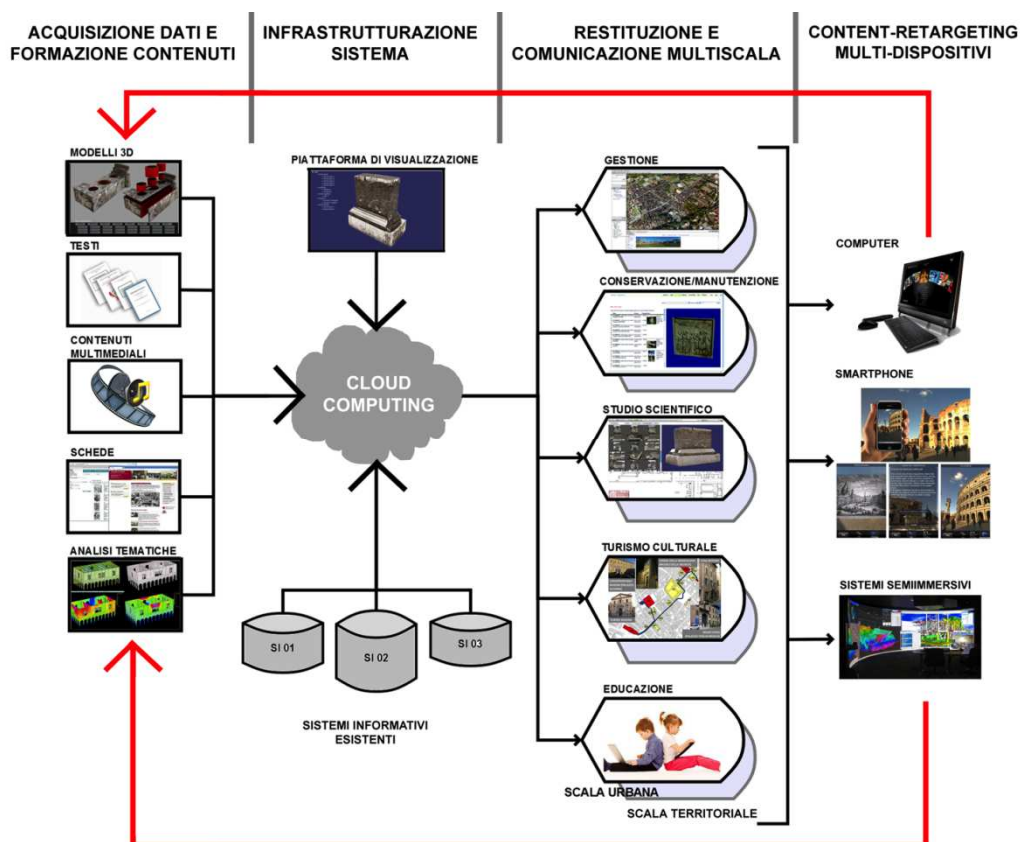 ACQUISIZIONE DATI E
FORMAZIONE CONTENUTI
INFRASTRUTTURAZIONE
SISTEMA
RESTITUZIONE E
COMUNICAZIONE MULTISCALA
CONTENT-RETARGETING
MULTI-DISPOSITIVI
MODELLI 3D
TESTI
CONTENUTI
MULTIMEDIALI
SCHEDE
ANALISI TEMATICHE
PIATTAFORMA DI VISUALIZZAZIONE
CLOUD
COMPUTING
SI 01
SI 02
SI 03
SISTEMI INFORMATIVI
ESISTENTI
GESTIONE
CONSERVAZIONE/MANUTENZIONE
STUDIO SCIENTIFICO
TURISMO CULTURALE
EDUCAZIONE
SCALA URBANA
SCALA TERRITORIALE
COMPUTER
SMARTPHONE
SISTEMI SEMIIMMERSIVI